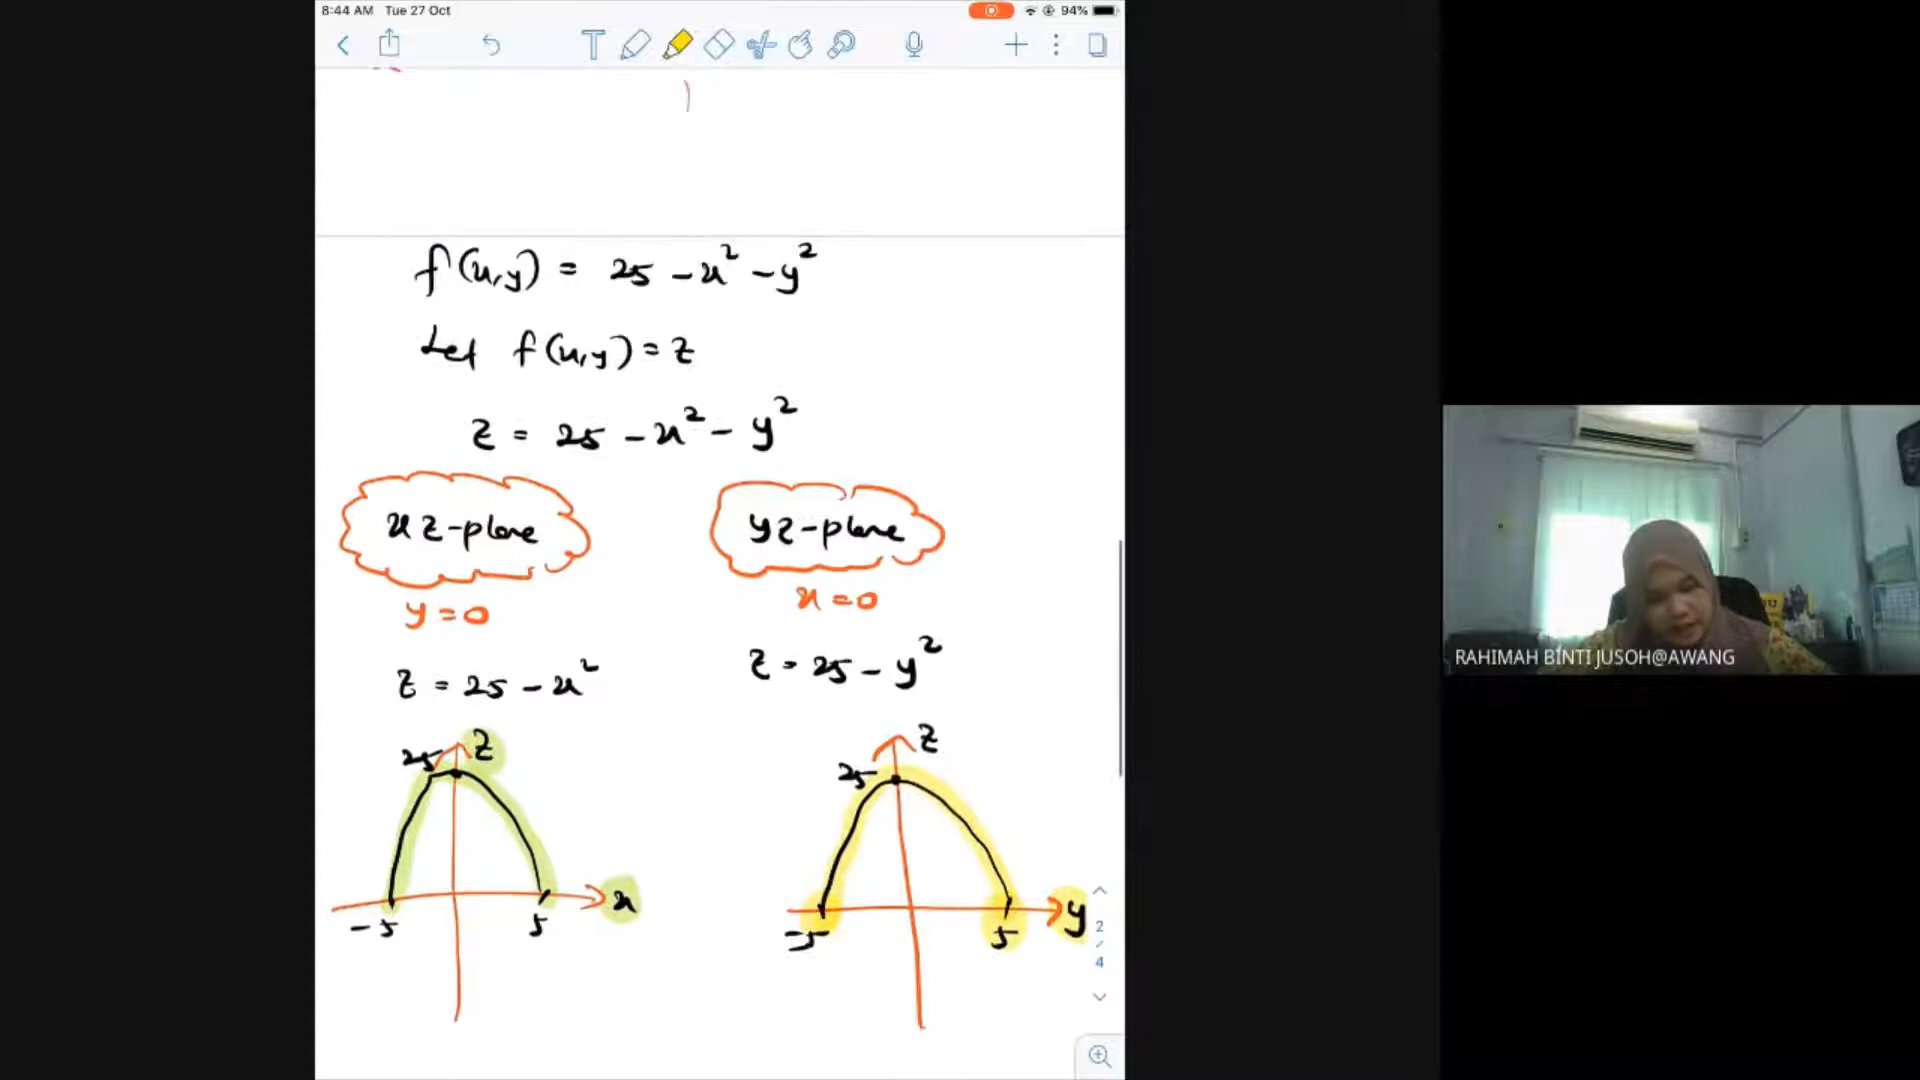 8:44 AM Tue 27 Oct
94%
f(x,y) = 25 - x² - y²
Let f(x,y) = z
z = 25 - x² - y²
xz-plane
y = 0
z = 25 - x²
z
25
x
-5
5
yz-plane
x = 0
z = 25 - y²
z
25
y
-5
5
2
/
4
RAHIMAH BINTI JUSOH@AWANG